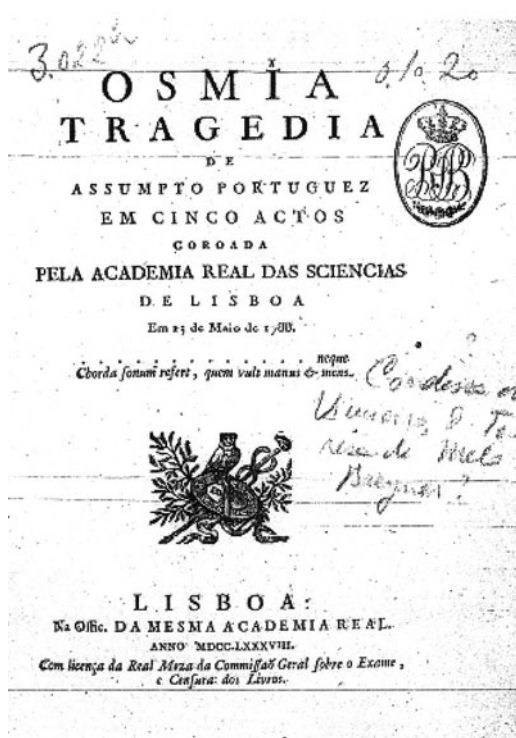 3.022
OSMĬA
TRAGEDIA
DE
ASSUMPTO PORTUGUEZ
EM CINCO ACTOS
COROADA
PELA ACADEMIA REAL DAS SCIENCIAS
DE LISBOA
Em 13 de Maio de 1788.
. . . . . . . . . . . . . neque
Chorda ſonum refert, quem vult manus & mens.
Condessa
Vimieiro, D. Te-
resa de Mello
Breyner?
LISBOA:
Na Offic. DA MESMA ACADEMIA REAL.
ANNO MDCC.LXXXVIII.
Com licença da Real Meza da Commiſſaõ Geral ſobre o Exame,
e Cenſura dos Livros.